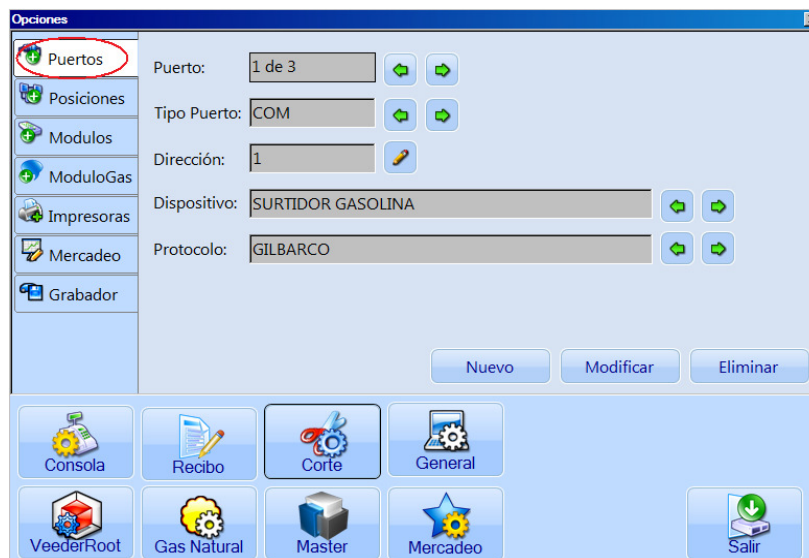 Opciones
Puertos
Posiciones
Modulos
ModuloGas
Impresoras
Mercadeo
Grabador
Puerto: 1 de 3
Tipo Puerto: COM
Dirección: 1
Dispositivo: SURTIDOR GASOLINA
Protocolo: GILBARCO
Nuevo Modificar Eliminar
Consola Recibo Corte General
VeederRoot Gas Natural Master Mercadeo Salir